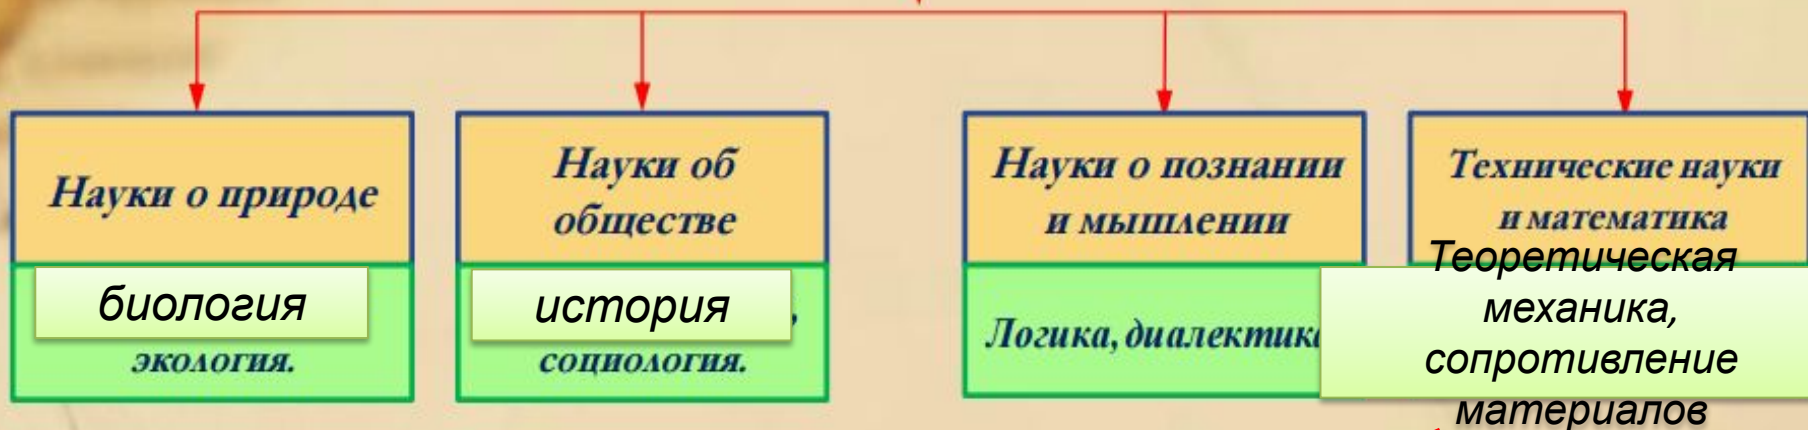 Науки о природе
биология
экология.
Науки об
обществе
история
,
социология.
Науки о познании
и мышлении
Логика, диалектика
Технические науки
и математика
Теоретическая
механика,
сопротивление
материалов